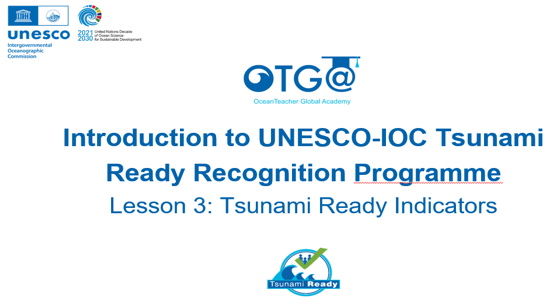 unesco
Intergovernmental
Oceanographic
Commission
2021 United Nations Decade
2030 of Ocean Science
for Sustainable Development
OTG@
OceanTeacher Global Academy
Introduction to UNESCO-IOC Tsunami
Ready Recognition Programme
Lesson 3: Tsunami Ready Indicators
Tsunami Ready